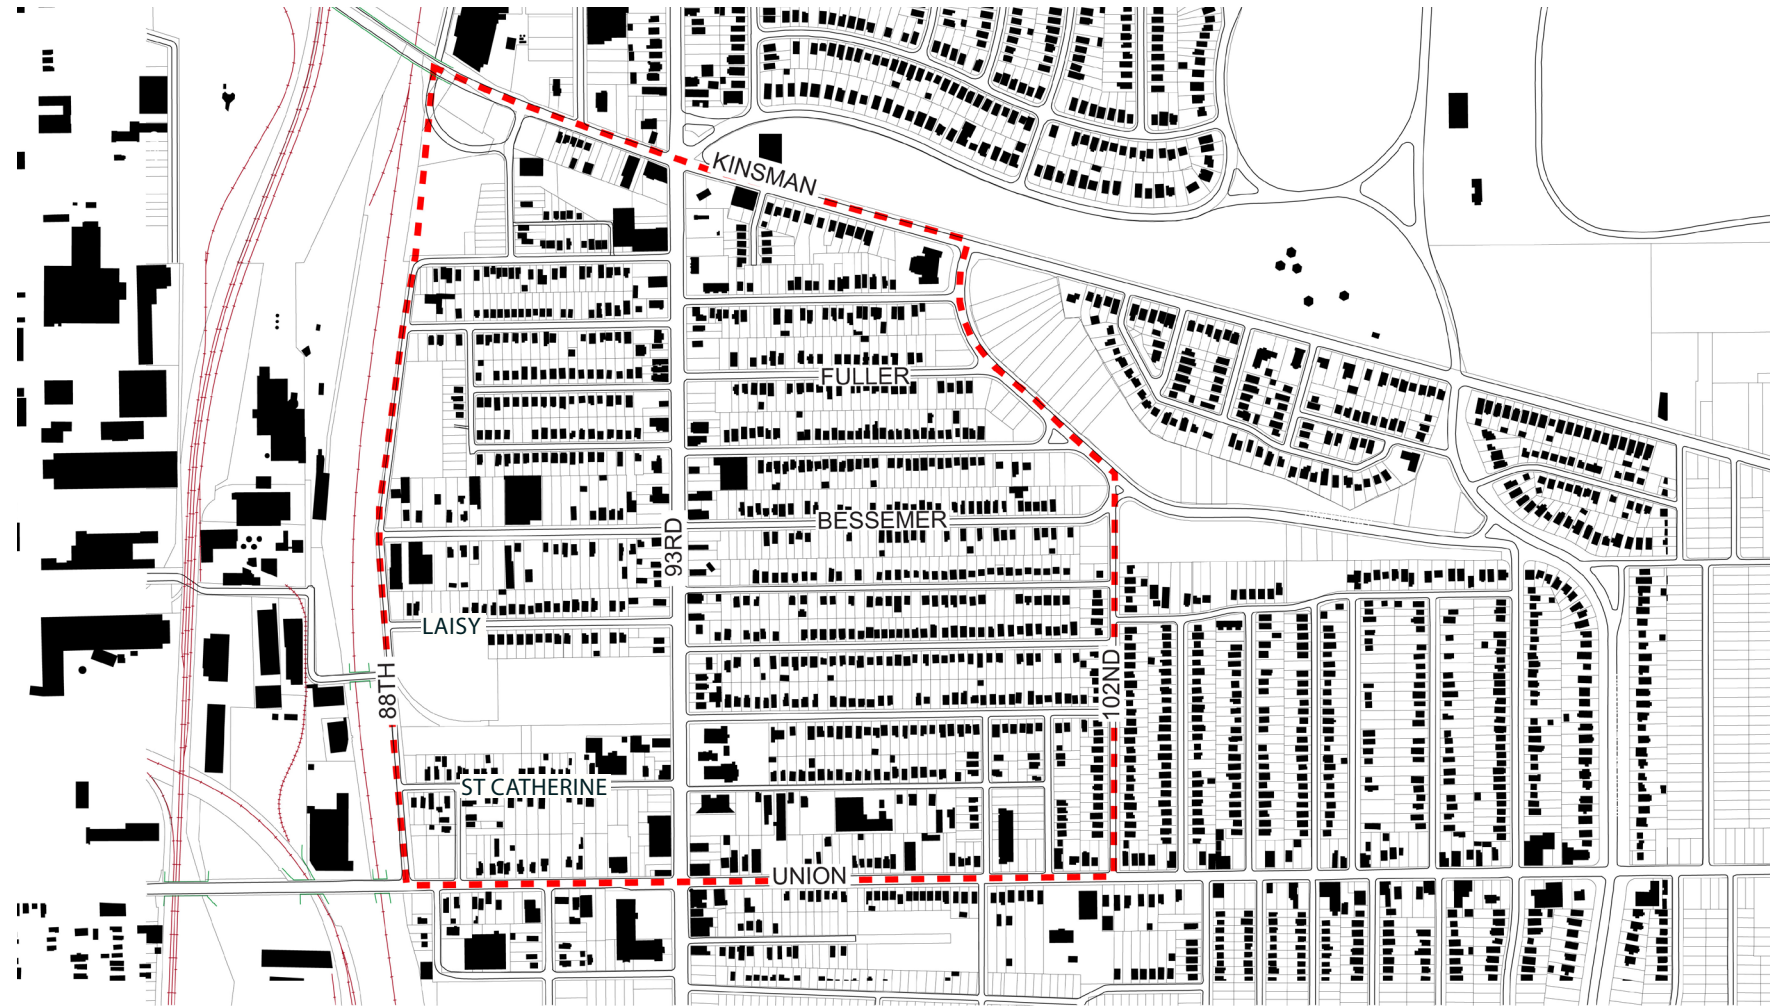 KINSMAN
FULLER
BESSEMER
93RD
LAISY
88TH
102ND
ST CATHERINE
UNION